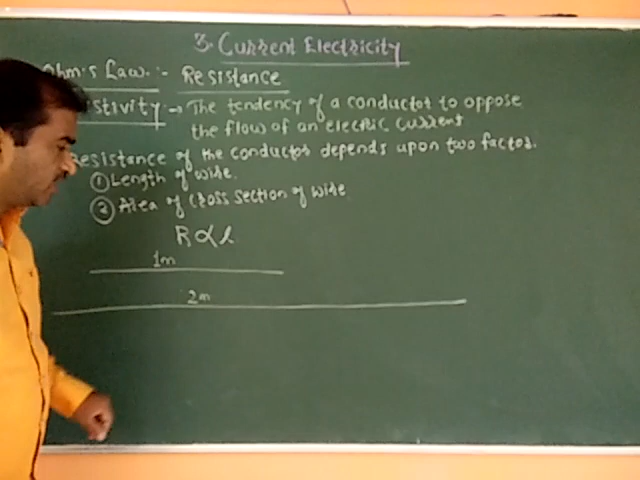 3. Current Electricity
Ohm's Law :- Resistance
stivity → The tendency of a conductor to oppose
the flow of an electric current
Resistance of the conductor depends upon two factor.
① Length of wire.
② Area of Cross section of wire
R ∝ l
1m
2m